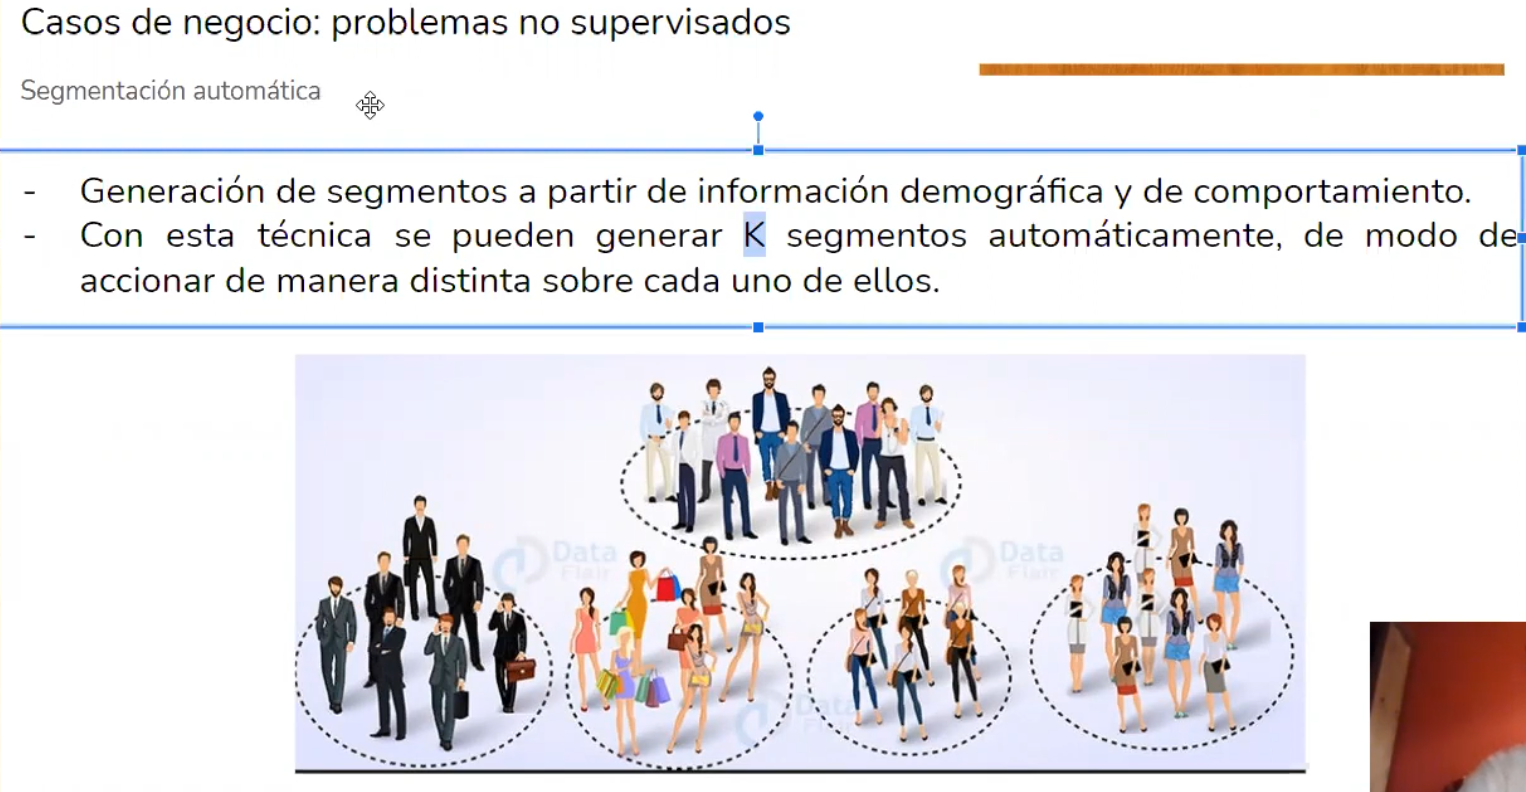 Casos de negocio: problemas no supervisados
Segmentación automática
- Generación de segmentos a partir de información demográfica y de comportamiento.
- Con esta técnica se pueden generar K segmentos automáticamente, de modo de
accionar de manera distinta sobre cada uno de ellos.
Data
Flair
Data
Flair
Data
Flair